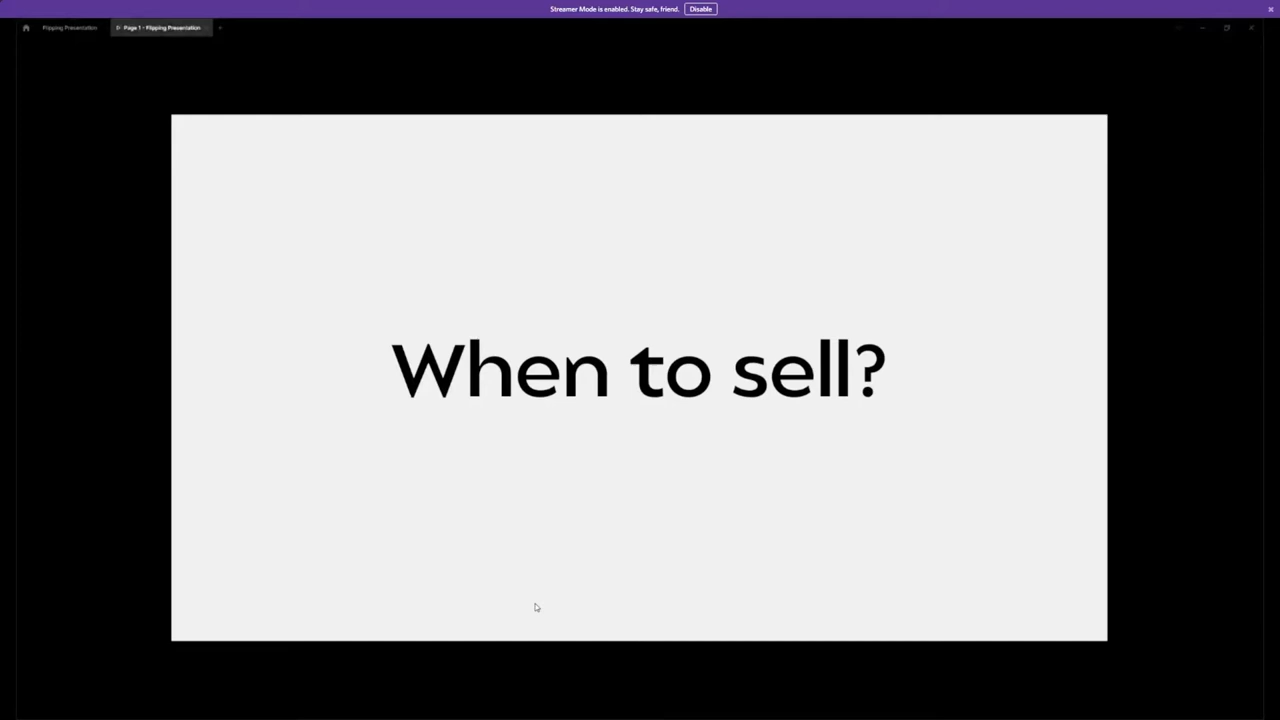 Streamer Mode is enabled. Stay safe, friend. Disable
Flipping Presentation
Page 1 - Flipping Presentation
When to sell?